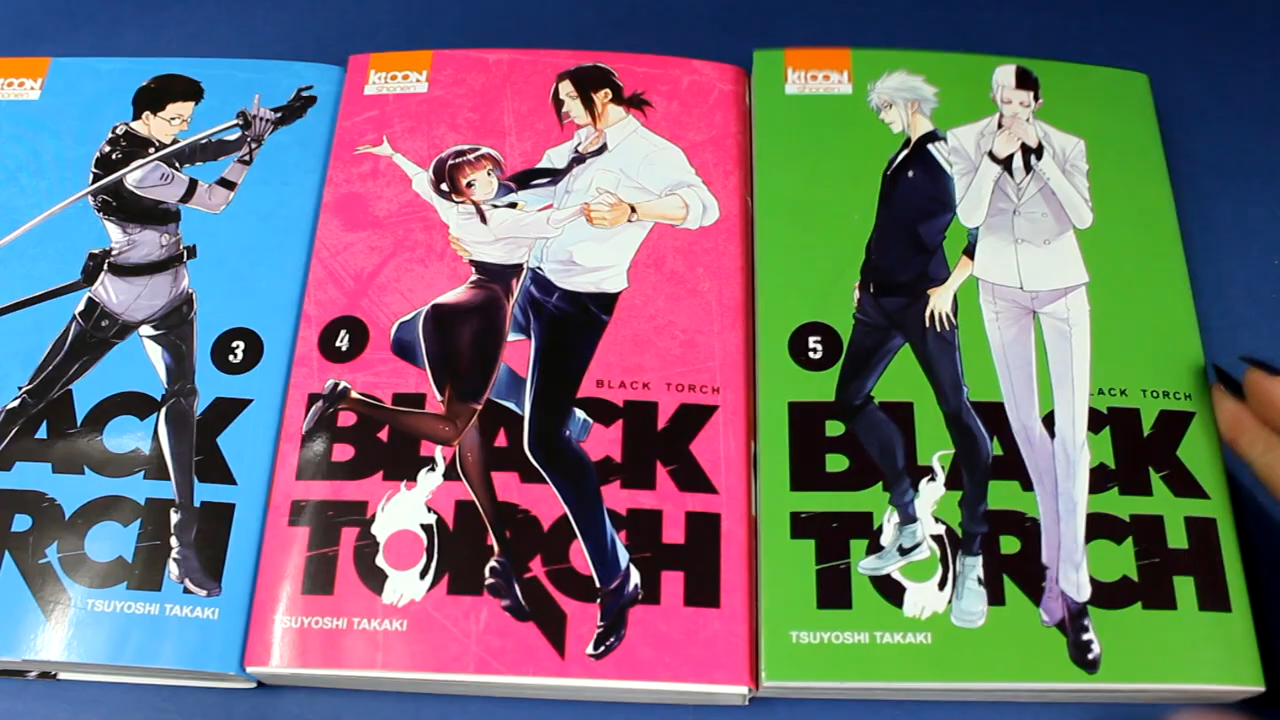 KI-OON
shonen
3
ACK
RCH
TSUYOSHI TAKAKI
KI-OON
shonen
4
BLACK TORCH
BLACK
TORCH
TSUYOSHI TAKAKI
KI-OON
shonen
5
LACK TORCH
BLACK
TORCH
TSUYOSHI TAKAKI